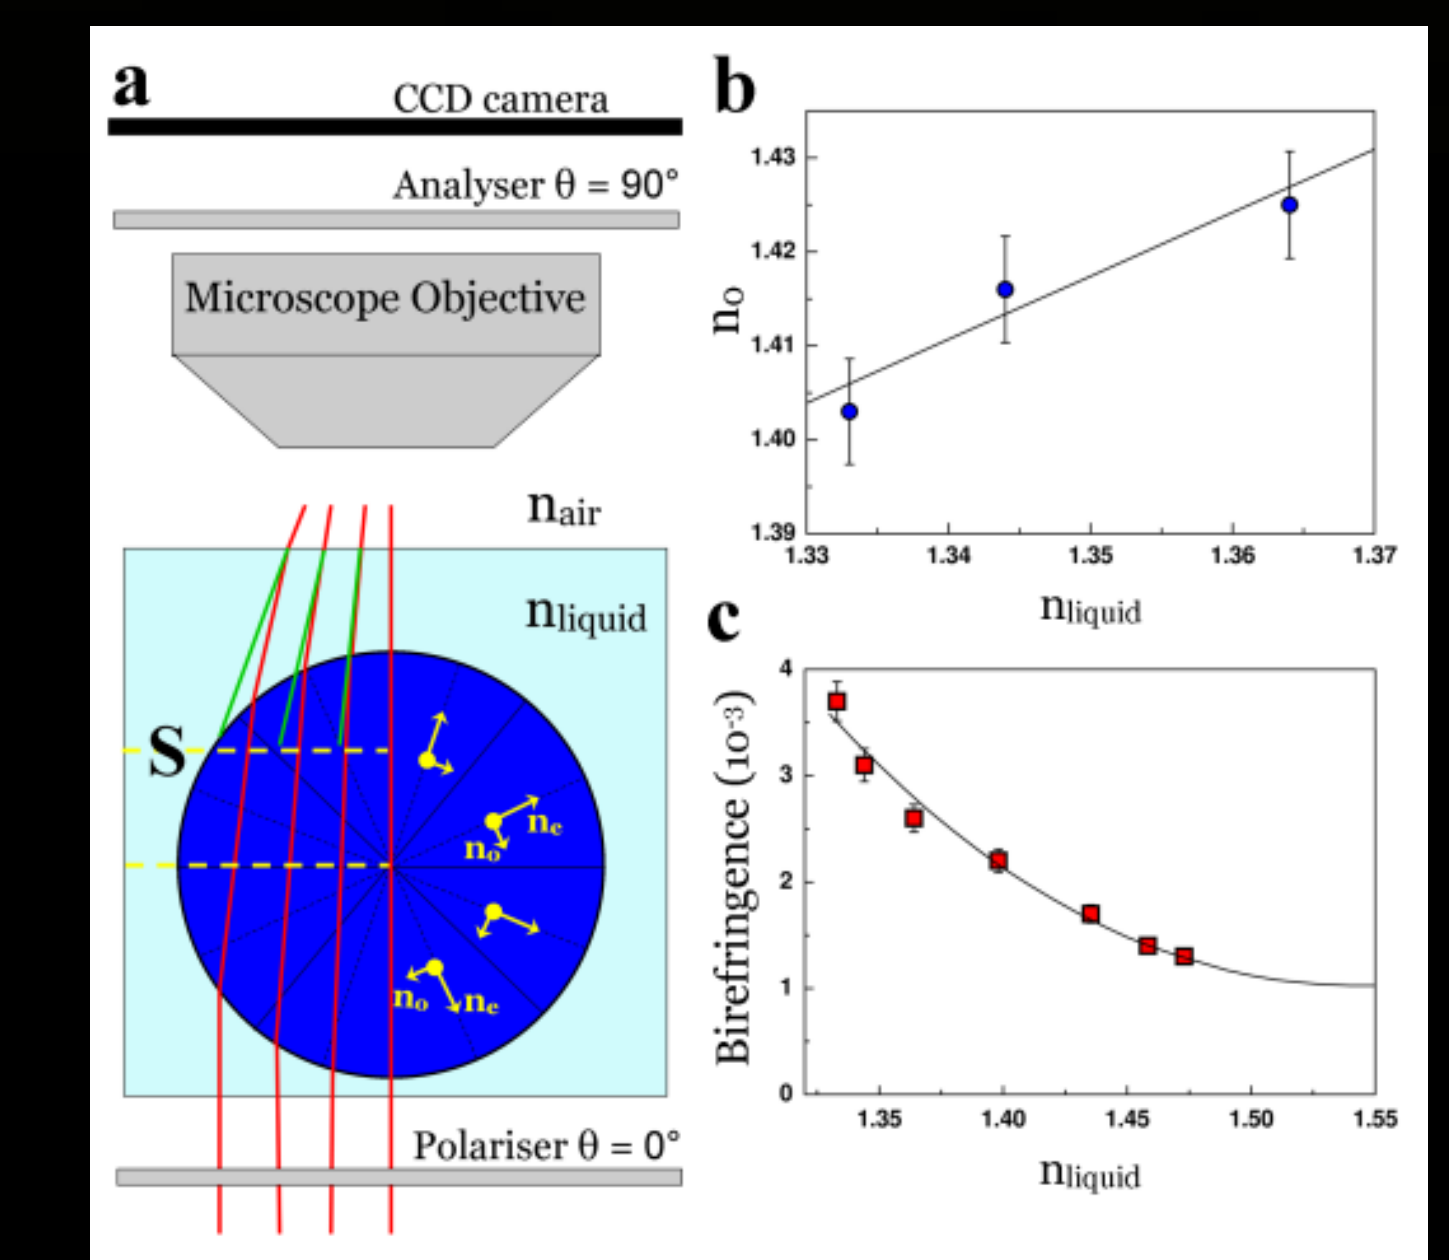 a
CCD camera
Analyser θ = 90°
Microscope Objective
nair
nliquid
S
ne
no
no
ne
Polariser θ = 0°
b
1.43
1.42
1.41
1.40
1.39
no
1.33 1.34 1.35 1.36 1.37
nliquid
c
4
3
2
1
0
Birefringence (10-3)
1.35 1.40 1.45 1.50 1.55
nliquid